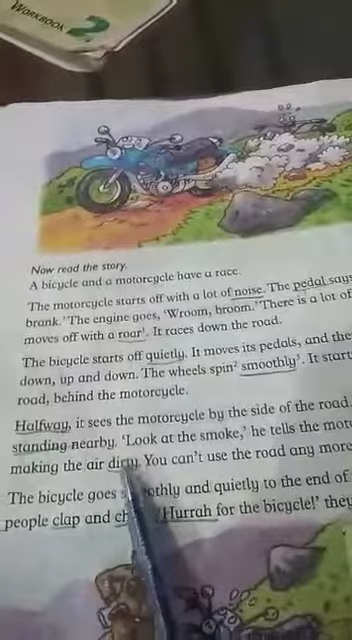 WORKBOOK 2
Now read the story.
A bicycle and a motorcycle have a race.
The motorcycle starts off with a lot of noise. The pedal says
brank.' The engine goes, 'Wroom, broom.' There is a lot of
moves off with a roar¹. It races down the road.
The bicycle starts off quietly. It moves its pedals, and the
down, up and down. The wheels spin² smoothly³. It start
road, behind the motorcycle.
Halfway, it sees the motorcycle by the side of the road.
standing nearby. 'Look at the smoke,' he tells the mot
making the air dirty. You can't use the road any more
The bicycle goes smoothly and quietly to the end of
people clap and 'Hurrah for the bicycle!' they